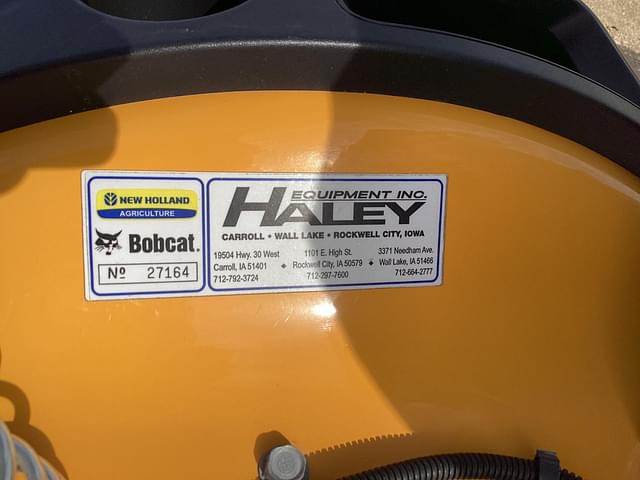 NEW HOLLAND
AGRICULTURE
Bobcat.
Nº 27164
EQUIPMENT INC.
HALEY
CARROLL • WALL LAKE • ROCKWELL CITY, IOWA
19504 Hwy. 30 West 1101 E. High St. 3371 Needham Ave.
Carroll, IA 51401 ◆ Rockwell City, IA 50579 ◆ Wall Lake, IA 51466
712-792-3724 712-297-7600 712-664-2777